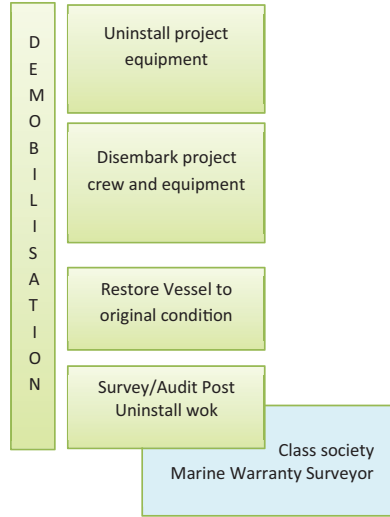 DEMOBILISATION
Uninstall project
equipment
Disembark project
crew and equipment
Restore Vessel to
original condition
Survey/Audit Post
Uninstall wok
Class society
Marine Warranty Surveyor